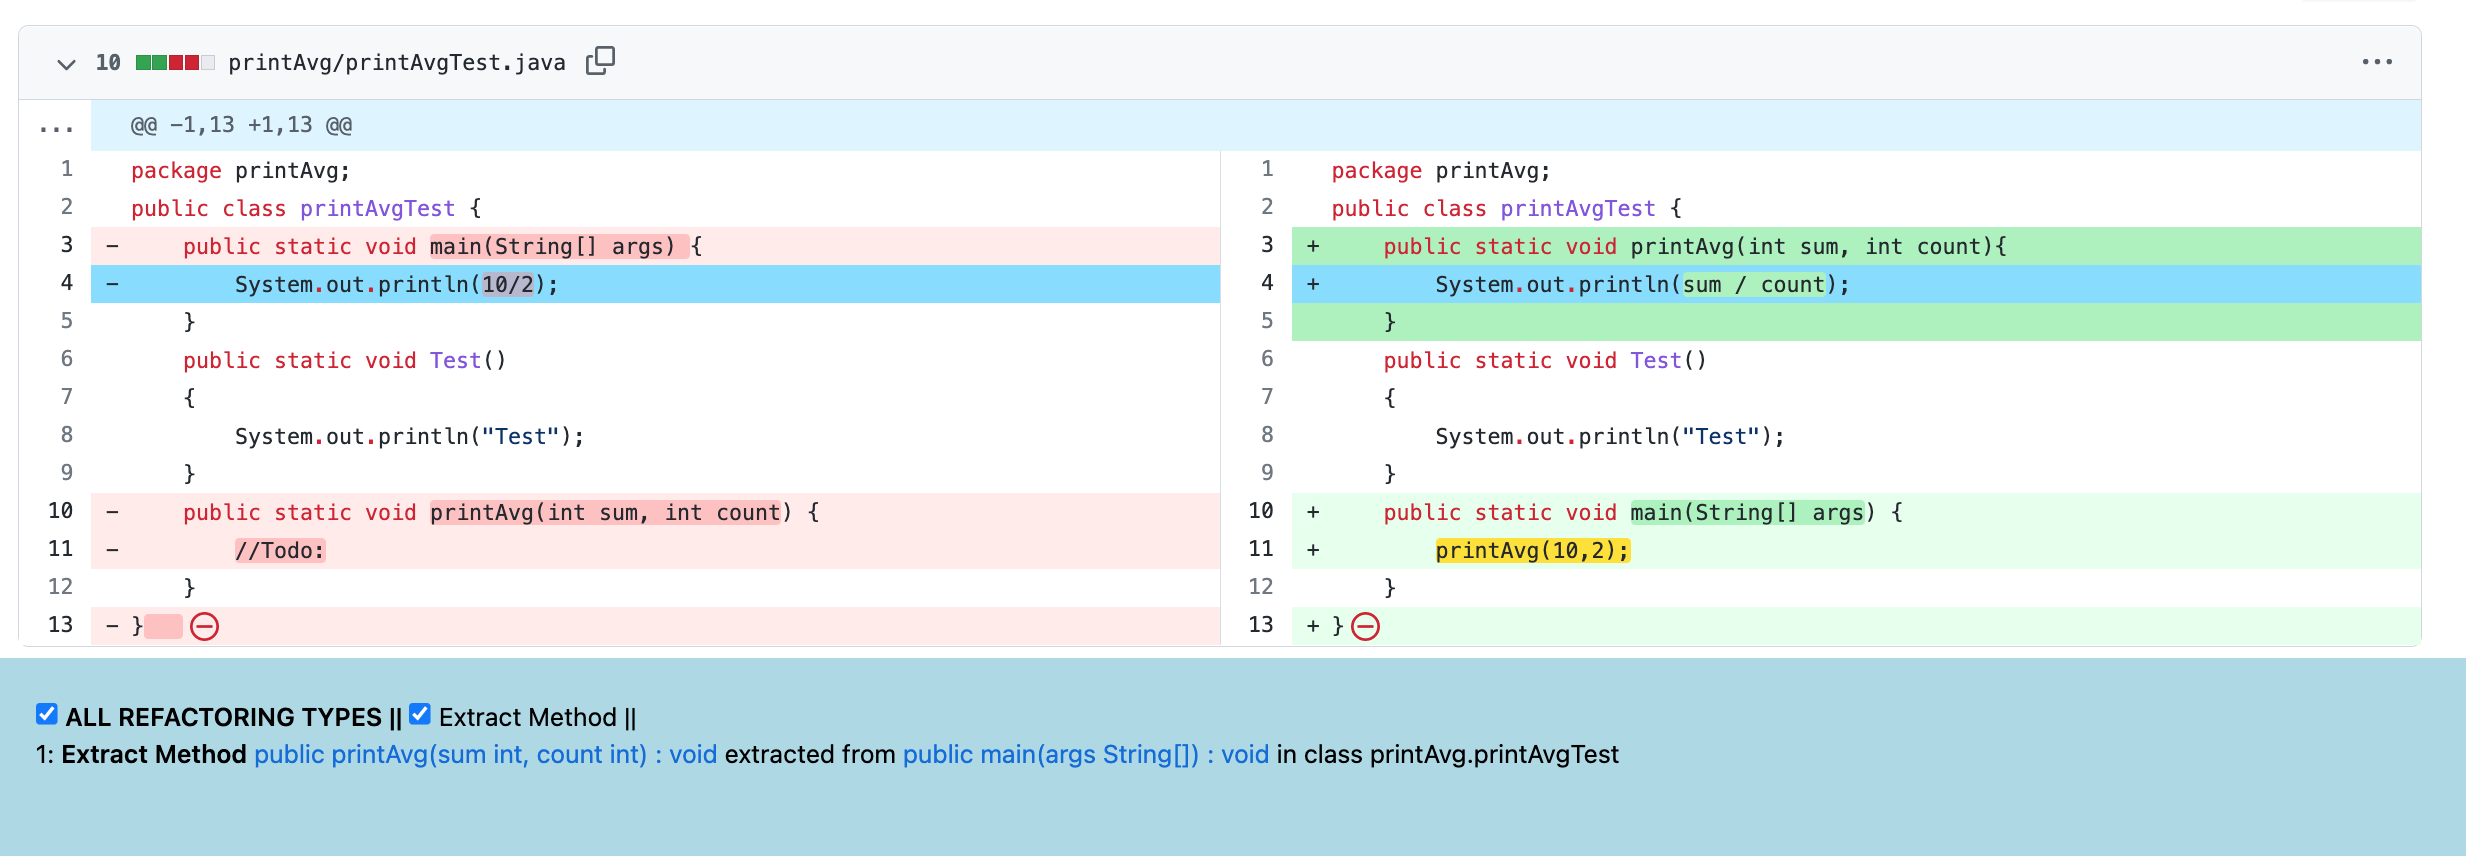 10 printAvg/printAvgTest.java
... @@ -1,13 +1,13 @@
1 package printAvg;
2 public class printAvgTest {
3 - public static void main(String[] args) {
4 - System.out.println(10/2);
5 }
6 public static void Test()
7 {
8 System.out.println("Test");
9 }
10 - public static void printAvg(int sum, int count) {
11 - //Todo:
12 }
13 - }
1 package printAvg;
2 public class printAvgTest {
3 + public static void printAvg(int sum, int count){
4 + System.out.println(sum / count);
5 }
6 public static void Test()
7 {
8 System.out.println("Test");
9 }
10 + public static void main(String[] args) {
11 + printAvg(10,2);
12 }
13 + }
ALL REFACTORING TYPES || Extract Method ||
1: Extract Method public printAvg(sum int, count int) : void extracted from public main(args String[]) : void in class printAvg.printAvgTest